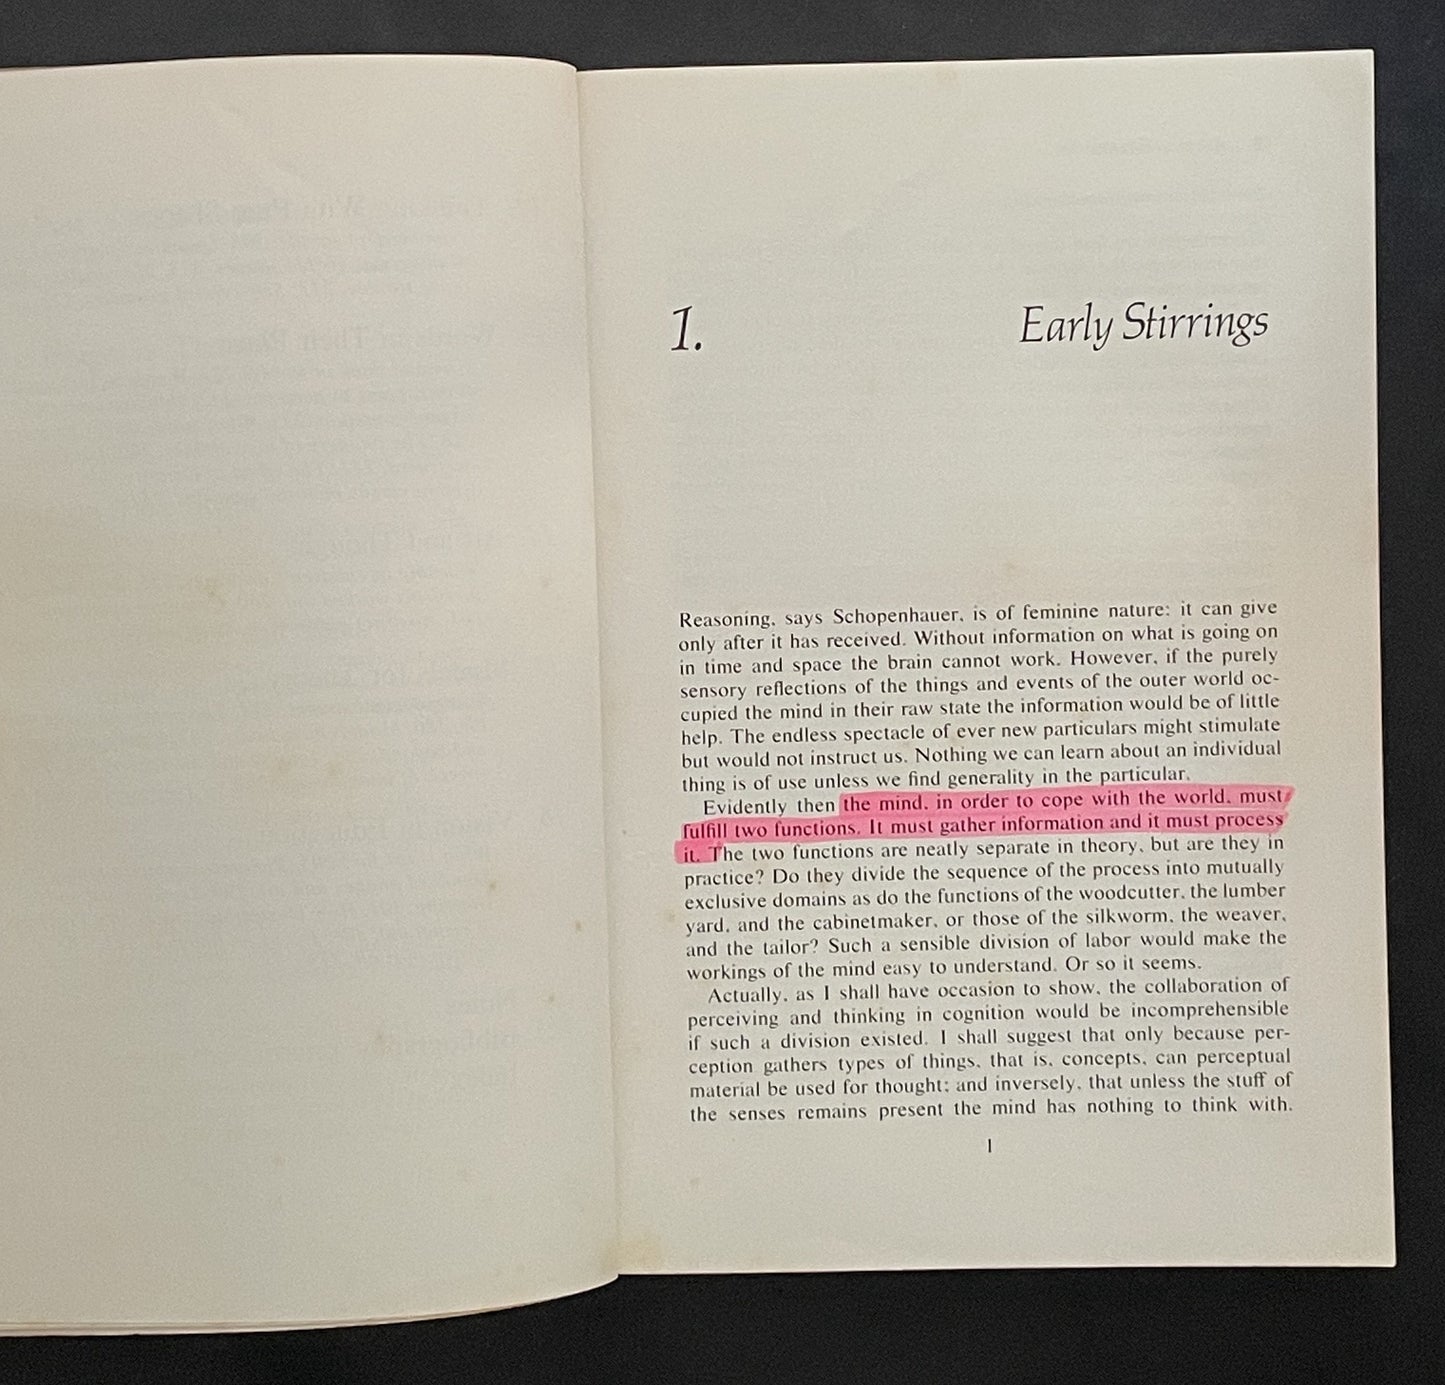 1.
Early Stirrings
Reasoning, says Schopenhauer, is of feminine nature: it can give
only after it has received. Without information on what is going on
in time and space the brain cannot work. However, if the purely
sensory reflections of the things and events of the outer world oc-
cupied the mind in their raw state the information would be of little
help. The endless spectacle of ever new particulars might stimulate
but would not instruct us. Nothing we can learn about an individual
thing is of use unless we find generality in the particular.
Evidently then the mind, in order to cope with the world, must
fulfill two functions. It must gather information and it must process
it. The two functions are neatly separate in theory, but are they in
practice? Do they divide the sequence of the process into mutually
exclusive domains as do the functions of the woodcutter, the lumber
yard, and the cabinetmaker, or those of the silkworm, the weaver,
and the tailor? Such a sensible division of labor would make the
workings of the mind easy to understand. Or so it seems.
Actually, as I shall have occasion to show, the collaboration of
perceiving and thinking in cognition would be incomprehensible
if such a division existed. I shall suggest that only because per-
ception gathers types of things, that is, concepts, can perceptual
material be used for thought; and inversely, that unless the stuff of
the senses remains present the mind has nothing to think with.
1